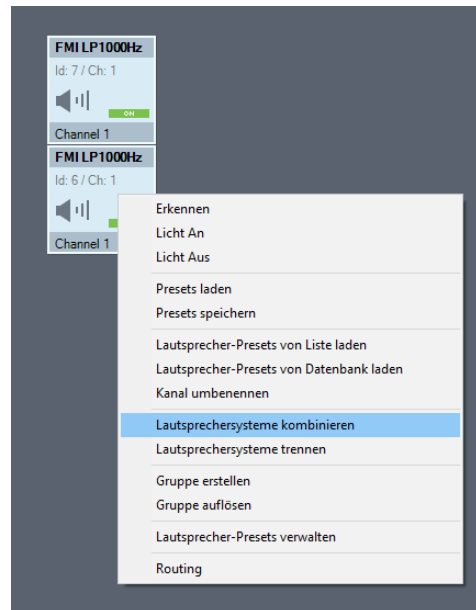 FMI LP1000Hz
Id: 7 / Ch: 1
ON
Channel 1
FMI LP1000Hz
Id: 6 / Ch: 1
Channel 1
Erkennen
Licht An
Licht Aus
Presets laden
Presets speichern
Lautsprecher-Presets von Liste laden
Lautsprecher-Presets von Datenbank laden
Kanal umbenennen
Lautsprechersysteme kombinieren
Lautsprechersysteme trennen
Gruppe erstellen
Gruppe auflösen
Lautsprecher-Presets verwalten
Routing